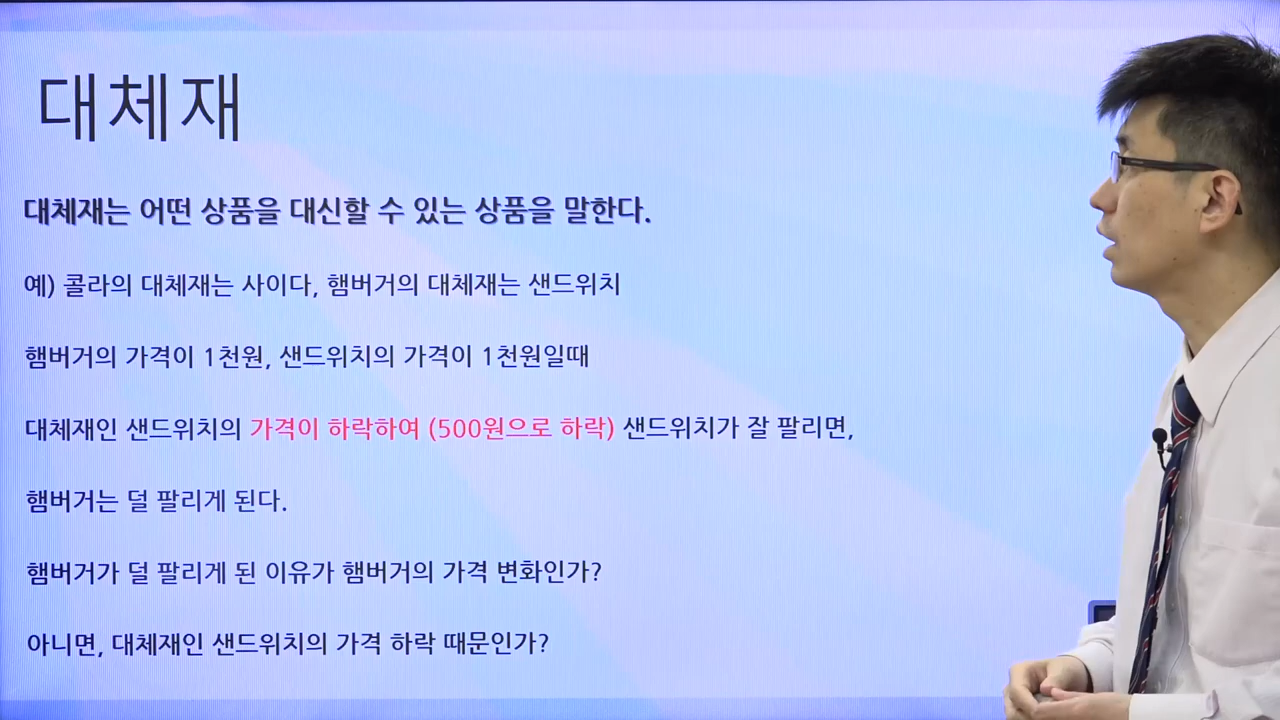 대체재
대체재는 어떤 상품을 대신할 수 있는 상품을 말한다.
예) 콜라의 대체재는 사이다, 햄버거의 대체재는 샌드위치
햄버거의 가격이 1천원, 샌드위치의 가격이 1천원일때
대체재인 샌드위치의 가격이 하락하여 (500원으로 하락) 샌드위치가 잘 팔리면,
햄버거는 덜 팔리게 된다.
햄버거가 덜 팔리게 된 이유가 햄버거의 가격 변화인가?
아니면, 대체재인 샌드위치의 가격 하락 때문인가?